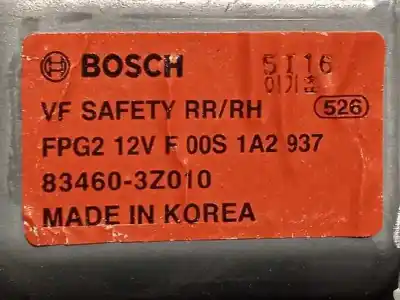 BOSCH
5I16
이기호
VF SAFETY RR/RH
526
FPG2 12V F 00S 1A2 937
83460-3Z010
MADE IN KOREA